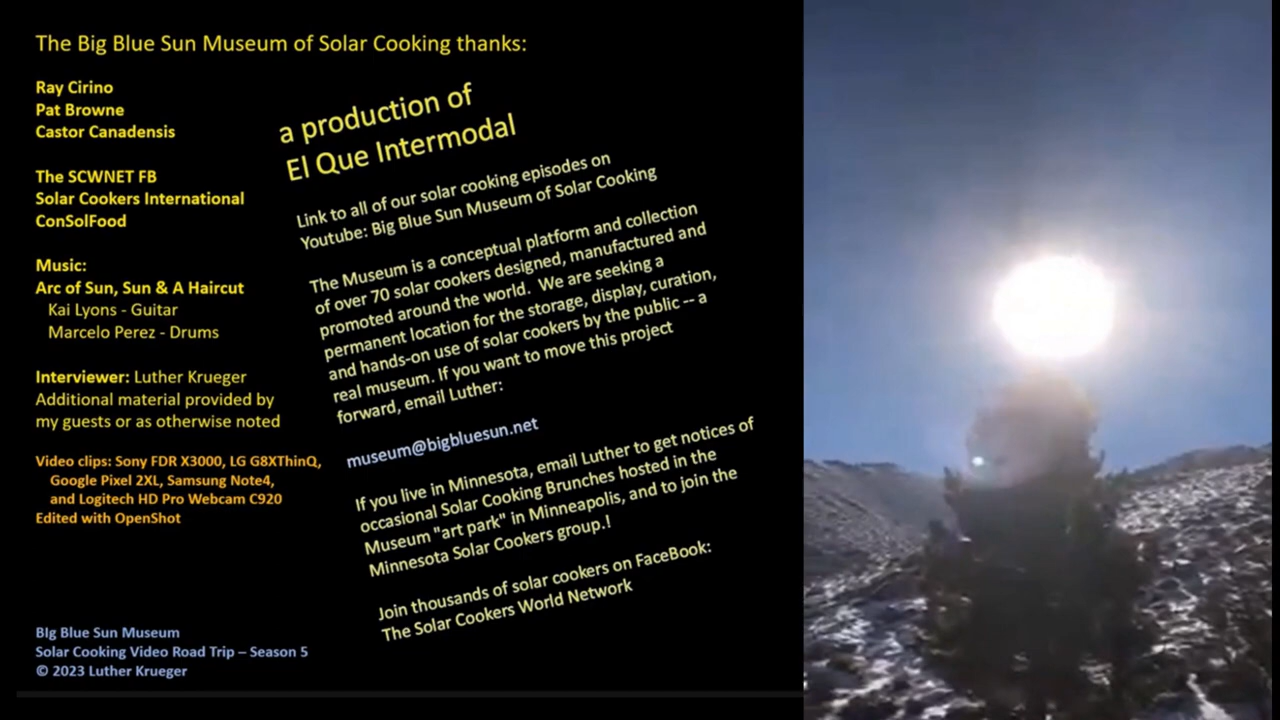 The Big Blue Sun Museum of Solar Cooking thanks:
Ray Cirino
Pat Browne
Castor Canadensis
The SCWNET FB
Solar Cookers International
ConSolFood
Music:
Arc of Sun, Sun & A Haircut
Kai Lyons - Guitar
Marcelo Perez - Drums
Interviewer: Luther Krueger
Additional material provided by
my guests or as otherwise noted
Video clips: Sony FDR X3000, LG G8XThinQ,
Google Pixel 2XL, Samsung Note4,
and Logitech HD Pro Webcam C920
Edited with OpenShot
BIg Blue Sun Museum
Solar Cooking Video Road Trip – Season 5
© 2023 Luther Krueger
a production of
El Que Intermodal
Link to all of our solar cooking episodes on
Youtube: Big Blue Sun Museum of Solar Cooking
The Museum is a conceptual platform and collection
of over 70 solar cookers designed, manufactured and
promoted around the world.  We are seeking a
permanent location for the storage, display, curation,
and hands-on use of solar cookers by the public -- a
real museum. If you want to move this project
forward, email Luther:
museum@bigbluesun.net
If you live in Minnesota, email Luther to get notices of
occasional Solar Cooking Brunches hosted in the
Museum "art park" in Minneapolis, and to join the
Minnesota Solar Cookers group.!
Join thousands of solar cookers on FaceBook:
The Solar Cookers World Network